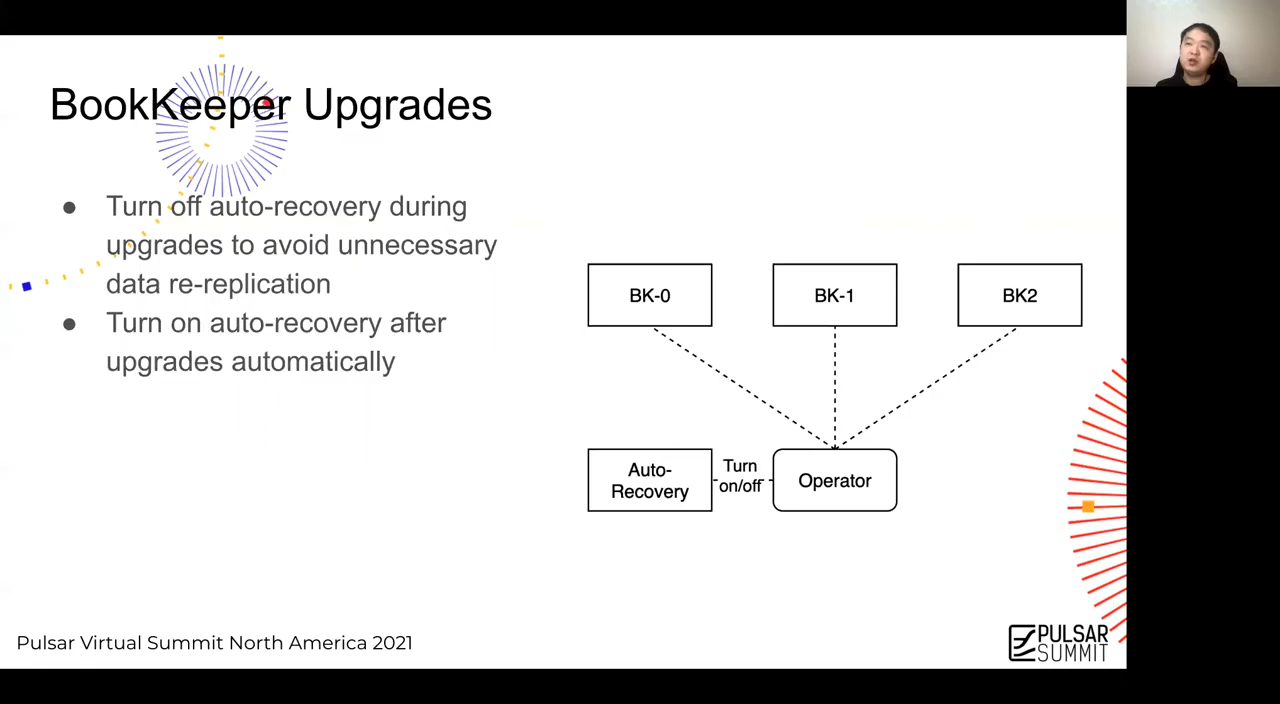 BookKeeper Upgrades
● Turn off auto-recovery during
upgrades to avoid unnecessary
data re-replication
● Turn on auto-recovery after
upgrades automatically
BK-0
BK-1
BK2
Auto-
Recovery
Turn
on/off
Operator
Pulsar Virtual Summit North America 2021
PULSAR
SUMMIT